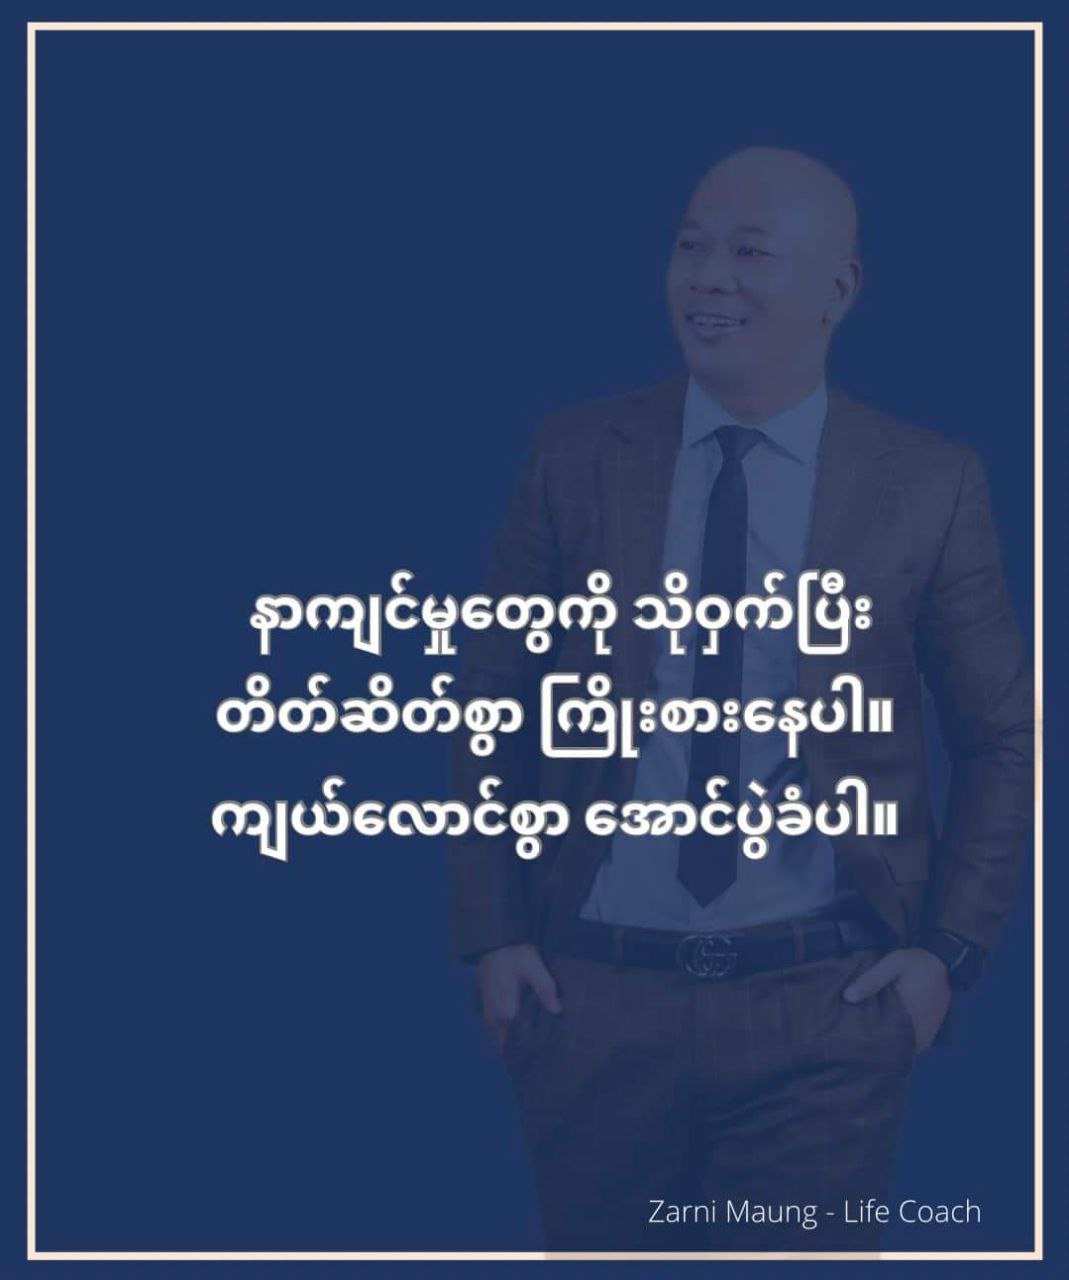 နာကျင်မှုတွေကို သိုဝှက်ပြီး
တိတ်ဆိတ်စွာ ကြိုးစားနေပါ။
ကျယ်လောင်စွာ အောင်ပွဲခံပါ။
Zarni Maung - Life Coach